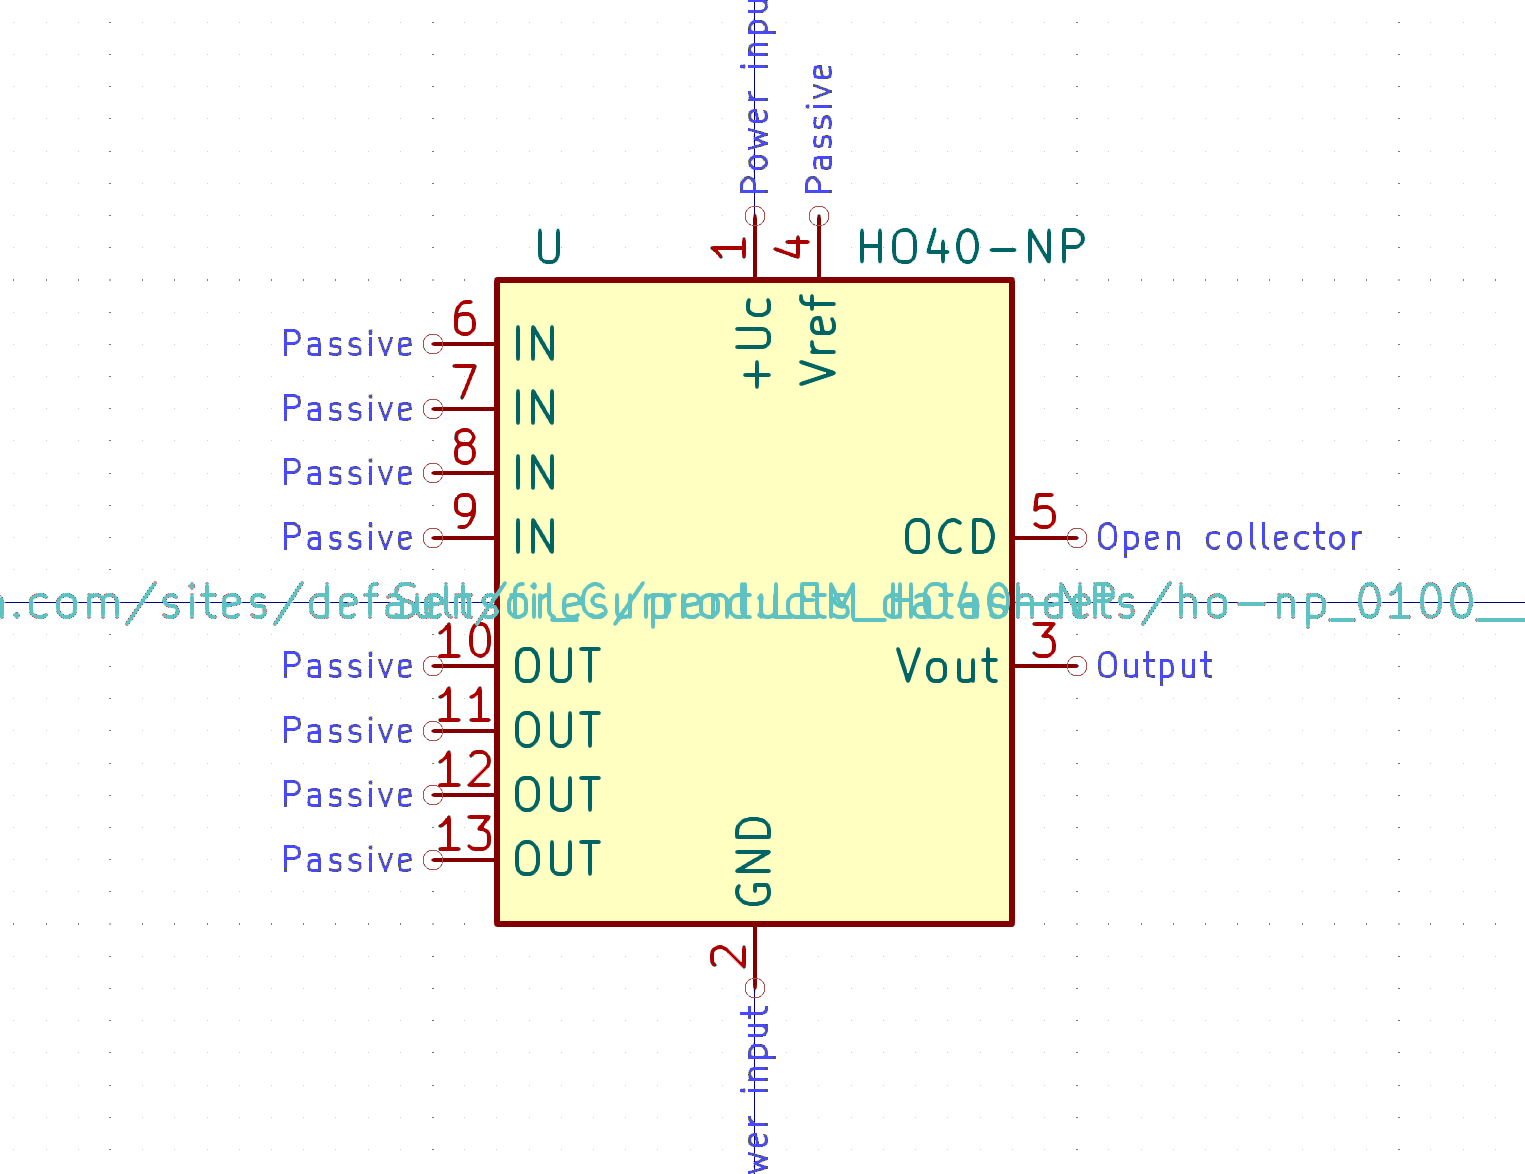 Power inpu
Passive
U
1
4
HO40-NP
+Uc
Vref
Passive 6 IN
Passive 7 IN
Passive 8 IN
Passive 9 IN
OCD 5 Open collector
.com/sites/default/files/products_datasheets/ho-np_0100__
Sensor_Current:LEM_HO40-NP
Passive 10 OUT
Vout 3 Output
Passive 11 OUT
Passive 12 OUT
Passive 13 OUT
GND
2
wer input